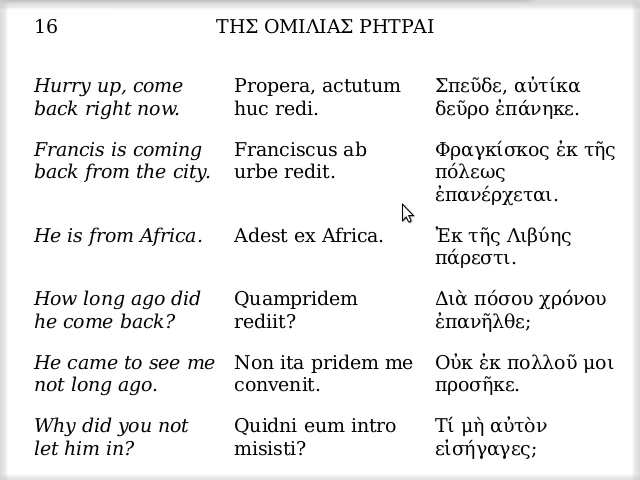 16 ΤΗΣ ΟΜΙΛΙΑΣ ΡΗΤΡΑΙ
Hurry up, come back right now.
Propera, actutum huc redi.
Σπεῦδε, αὐτίκα δεῦρο ἐπάνηκε.
Francis is coming back from the city.
Franciscus ab urbe redit.
Φραγκίσκος ἐκ τῆς πόλεως ἐπανέρχεται.
He is from Africa.
Adest ex Africa.
Ἐκ τῆς Λιβύης πάρεστι.
How long ago did he come back?
Quampridem rediit?
Διὰ πόσου χρόνου ἐπανῆλθε;
He came to see me not long ago.
Non ita pridem me convenit.
Οὐκ ἐκ πολλοῦ μοι προσῆκε.
Why did you not let him in?
Quidni eum intro misisti?
Τί μὴ αὐτὸν εἰσήγαγες;